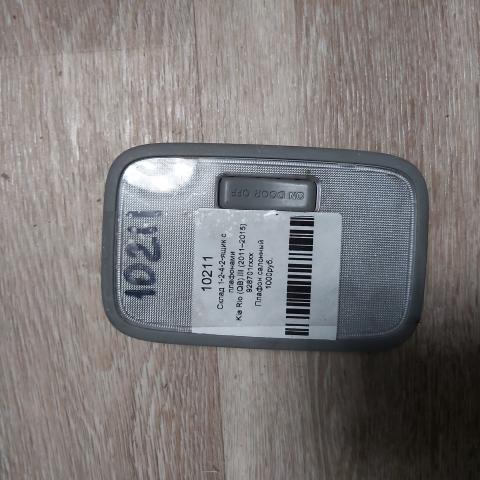 10211
ON DOOR OFF
10211
Склад 1-2-4-2-ящик с
плафонами
Kia Rio (QB) III (2011–2015)
928701rxxx
Плафон салонный
1000руб.